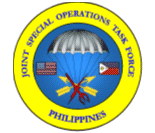 JOINT SPECIAL OPERATIONS TASK FORCE
PHILIPPINES